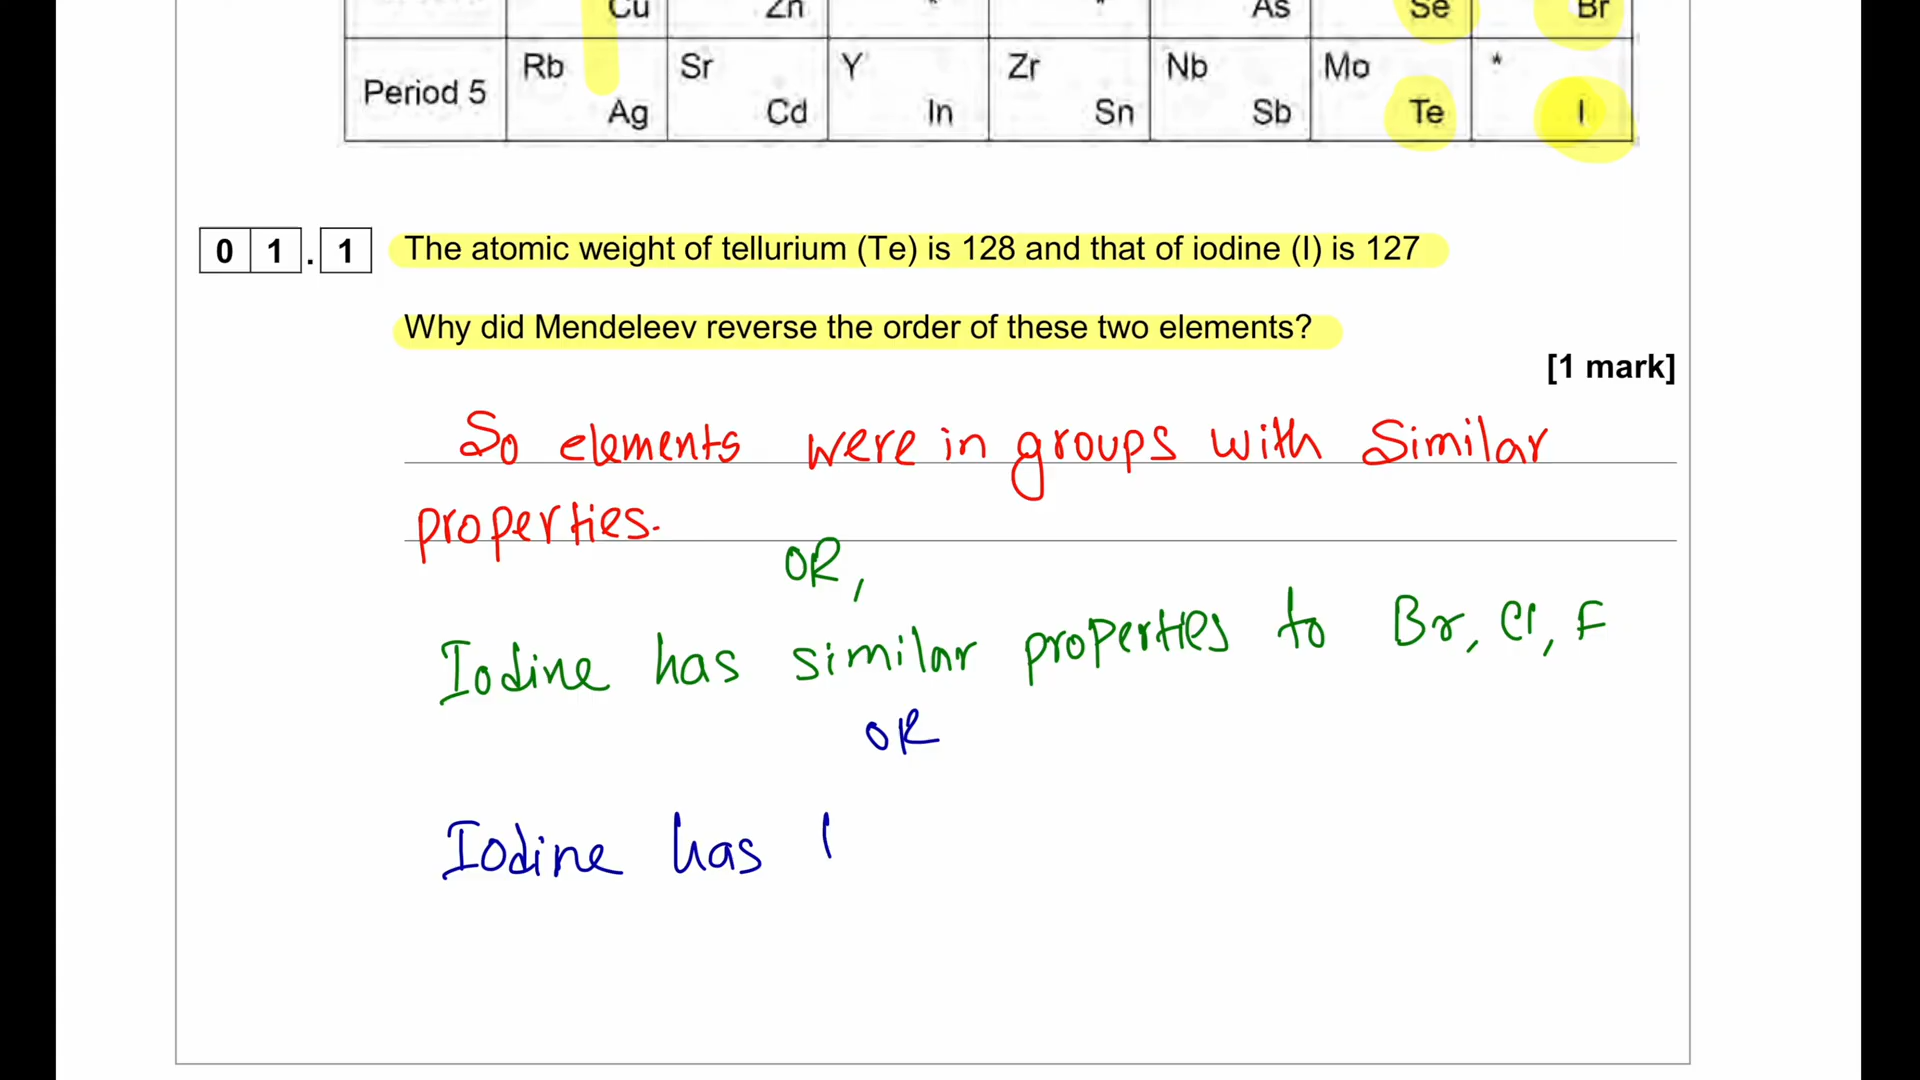 Cu Zn * * As Se Br
Rb Sr Y Zr Nb Mo *
Period 5
Ag Cd In Sn Sb Te I
01.1 The atomic weight of tellurium (Te) is 128 and that of iodine (I) is 127
Why did Mendeleev reverse the order of these two elements?
[1 mark]
So elements were in groups with Similar
properties.
OR,
Iodine has similar properties to Br, Cl, F
OR
Iodine has